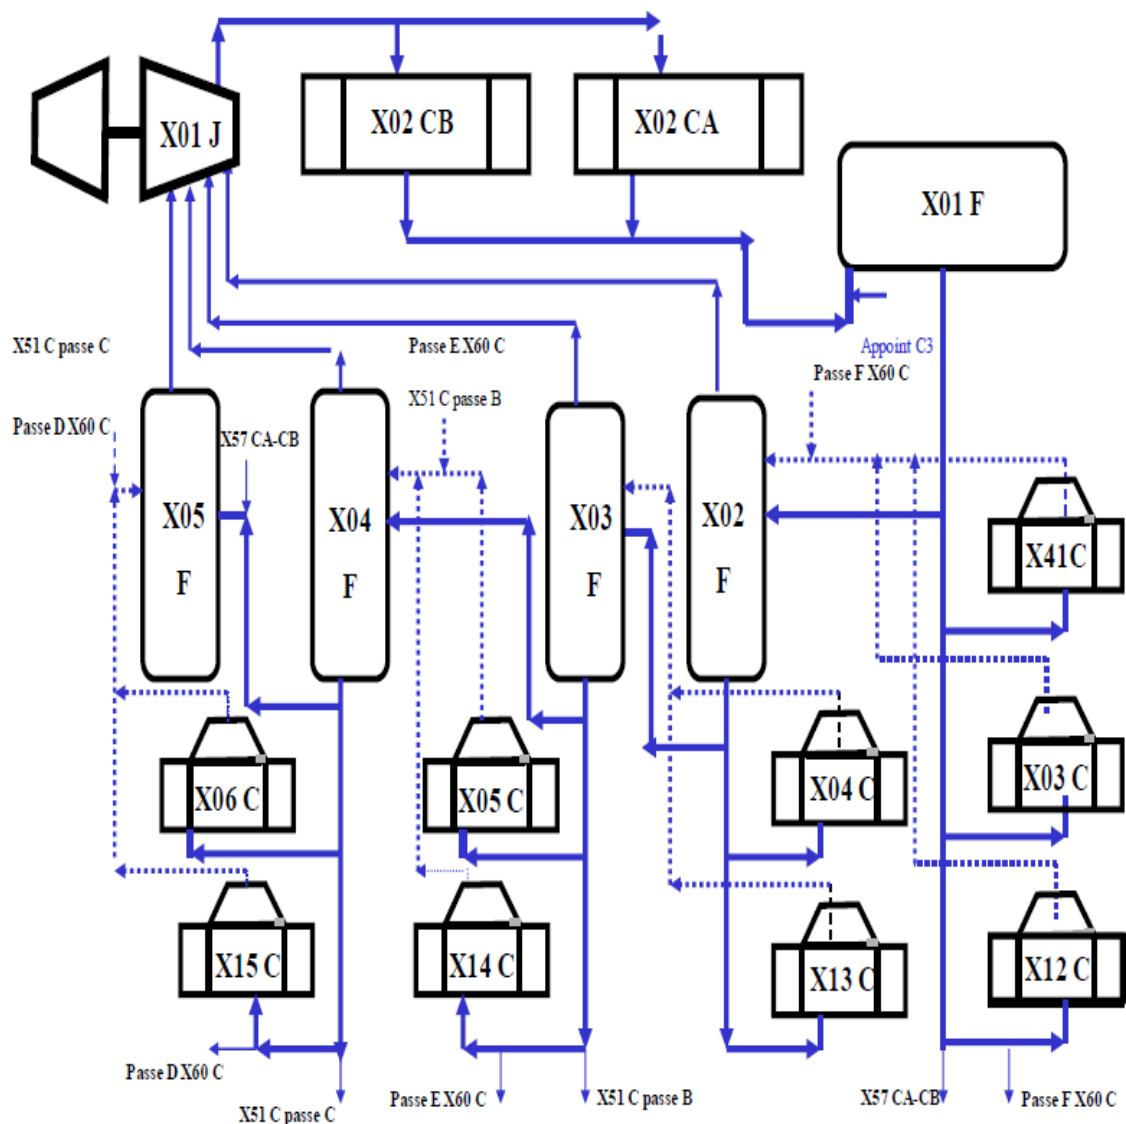 X01 J
X02 CB
X02 CA
X01 F
X51 C passe C
Passe E X60 C
Appoint C3
Passe F X60 C
X51 C passe B
Passe D X60 C
X57 CA-CB
X05
F
X04
F
X03
F
X02
F
X41C
X06 C
X05 C
X04 C
X03 C
X15 C
X14 C
X13 C
X12 C
Passe D X60 C
X51 C passe C
Passe E X60 C
X51 C passe B
X57 CA-CB
Passe F X60 C